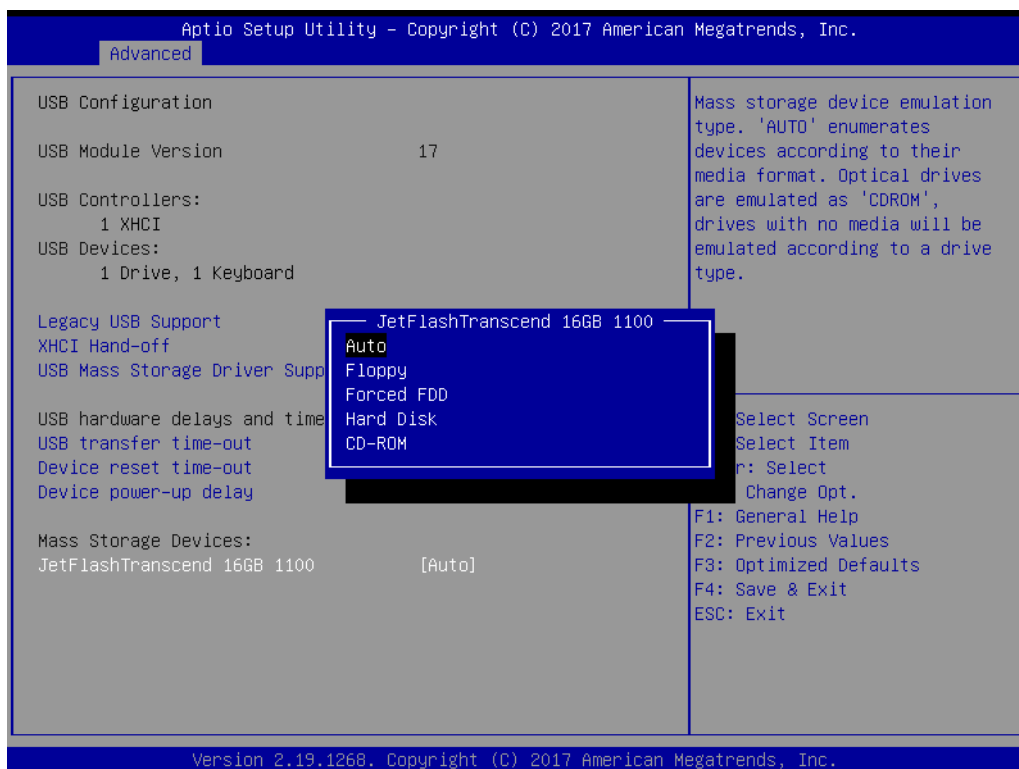 Aptio Setup Utility – Copyright (C) 2017 American Megatrends, Inc.
Advanced
USB Configuration
USB Module Version 17
USB Controllers:
1 XHCI
USB Devices:
1 Drive, 1 Keyboard
Legacy USB Support
XHCI Hand-off
USB Mass Storage Driver Supp
USB hardware delays and time
USB transfer time-out
Device reset time-out
Device power-up delay
Mass Storage Devices:
JetFlashTranscend 16GB 1100 [Auto]
JetFlashTranscend 16GB 1100
Auto
Floppy
Forced FDD
Hard Disk
CD-ROM
Mass storage device emulation
type. 'AUTO' enumerates
devices according to their
media format. Optical drives
are emulated as 'CDROM',
drives with no media will be
emulated according to a drive
type.
Select Screen
Select Item
r: Select
Change Opt.
F1: General Help
F2: Previous Values
F3: Optimized Defaults
F4: Save & Exit
ESC: Exit
Version 2.19.1268. Copyright (C) 2017 American Megatrends, Inc.